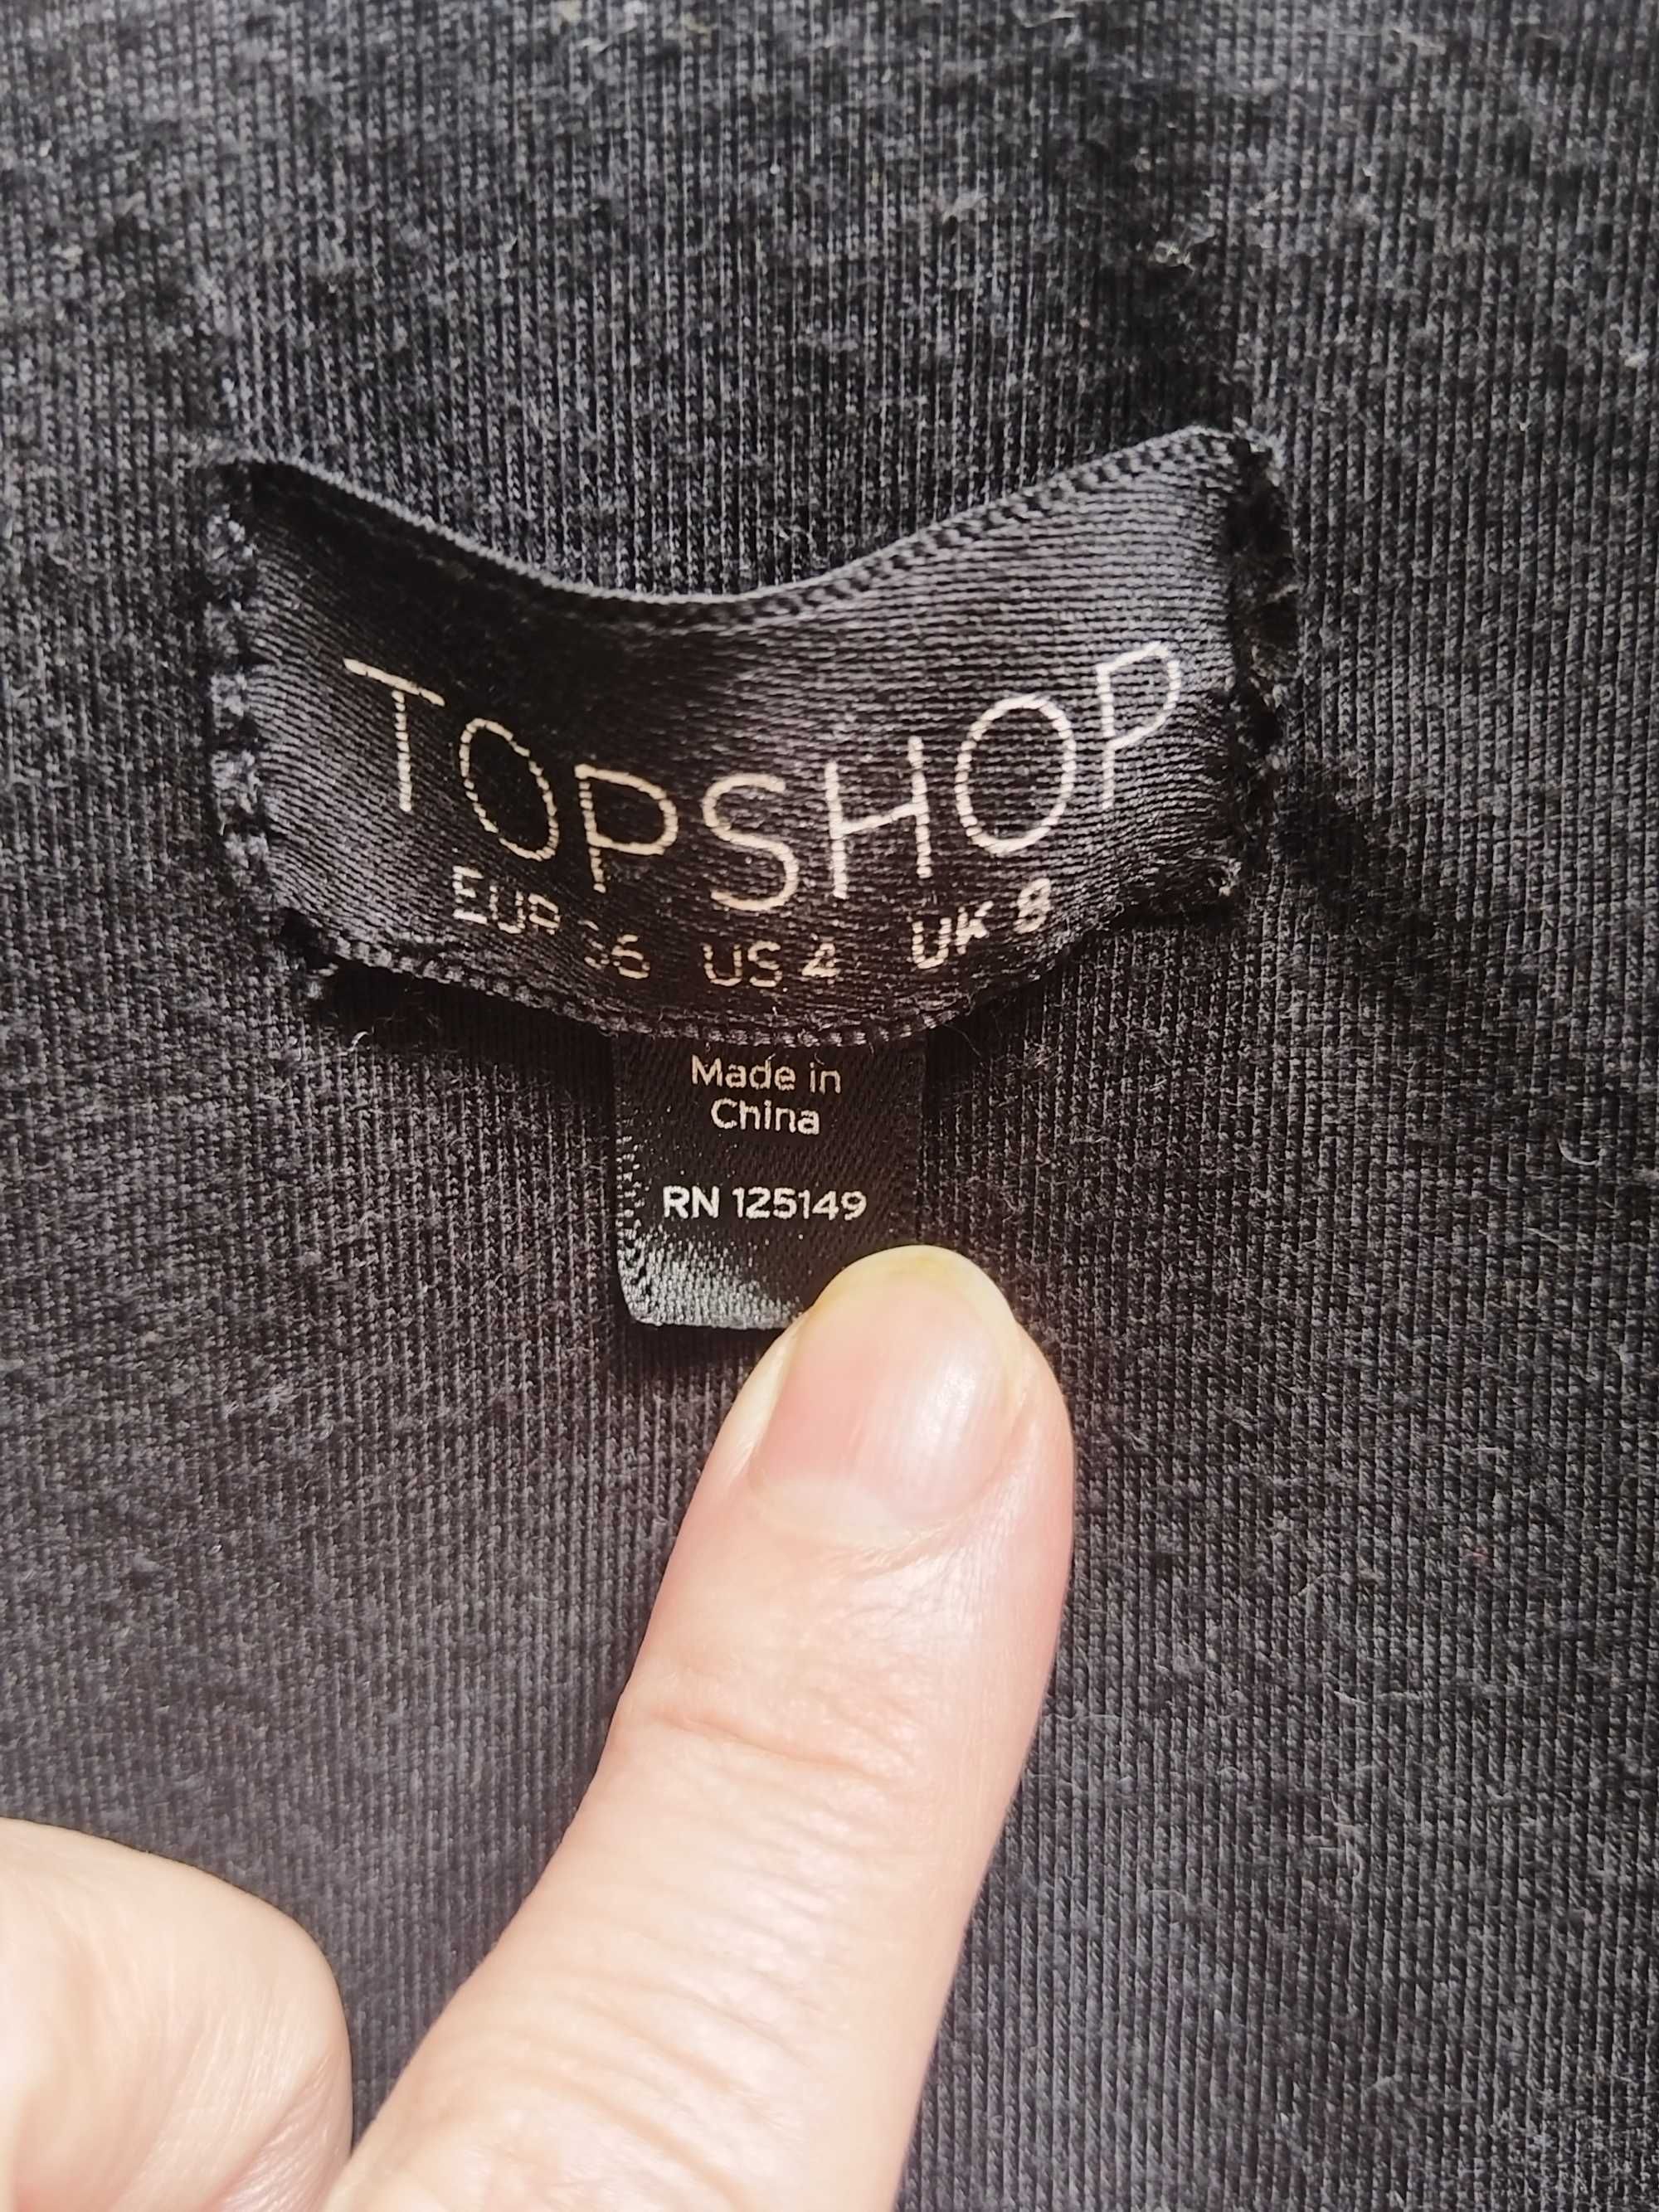 TOPSHOP
EUR 36 US 4 UK 8
Made in
China
RN 125149